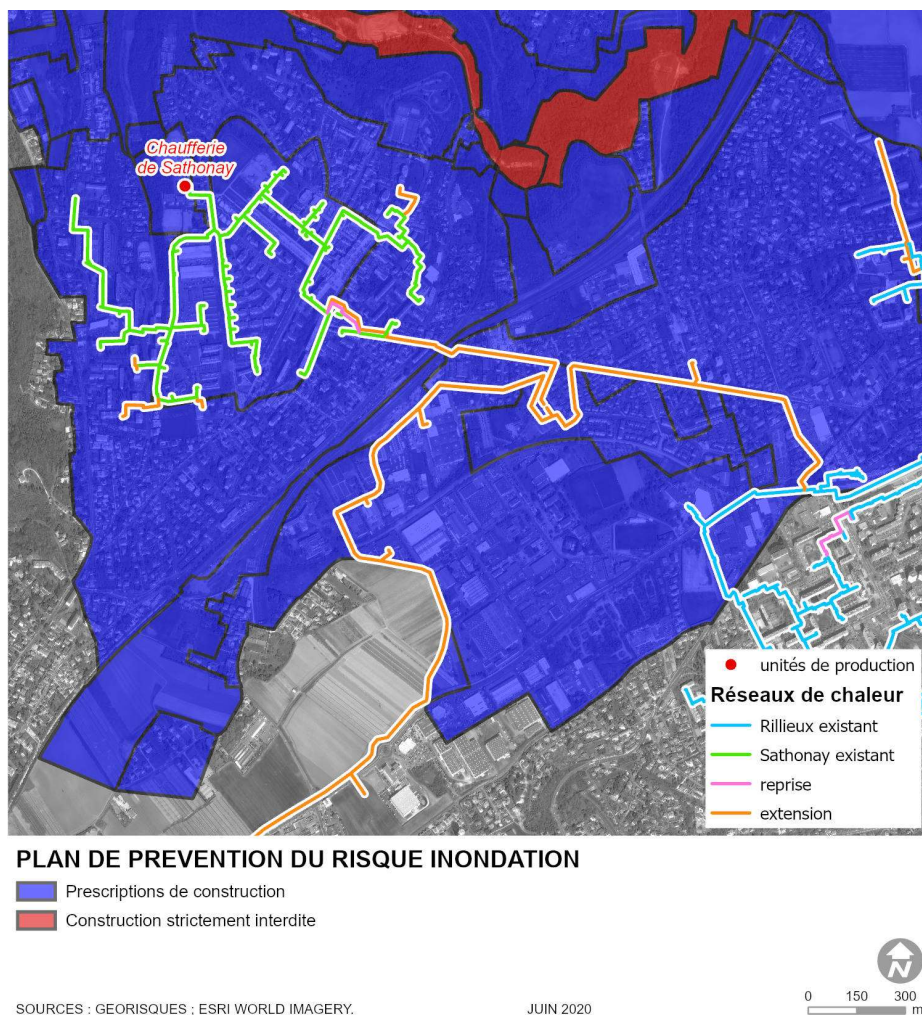 Chaufferie
de Sathonay
unités de production
Réseaux de chaleur
Rillieux existant
Sathonay existant
reprise
extension
PLAN DE PREVENTION DU RISQUE INONDATION
Prescriptions de construction
Construction strictement interdite
N
0 150 300
m
SOURCES : GEORISQUES ; ESRI WORLD IMAGERY.
JUIN 2020